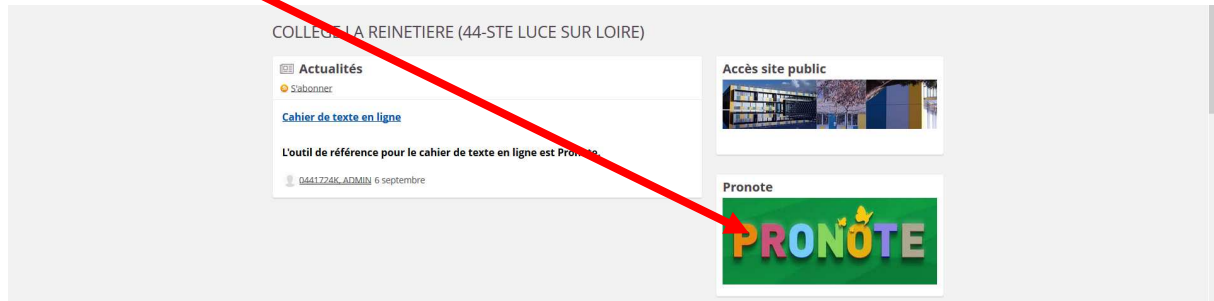 COLLEGE LA REINETIERE (44-STE LUCE SUR LOIRE)
Actualités
S'abonner
Cahier de texte en ligne
L'outil de référence pour le cahier de texte en ligne est Pronote.
0441724K, ADMIN 6 septembre
Accès site public
Pronote
PRONOTE